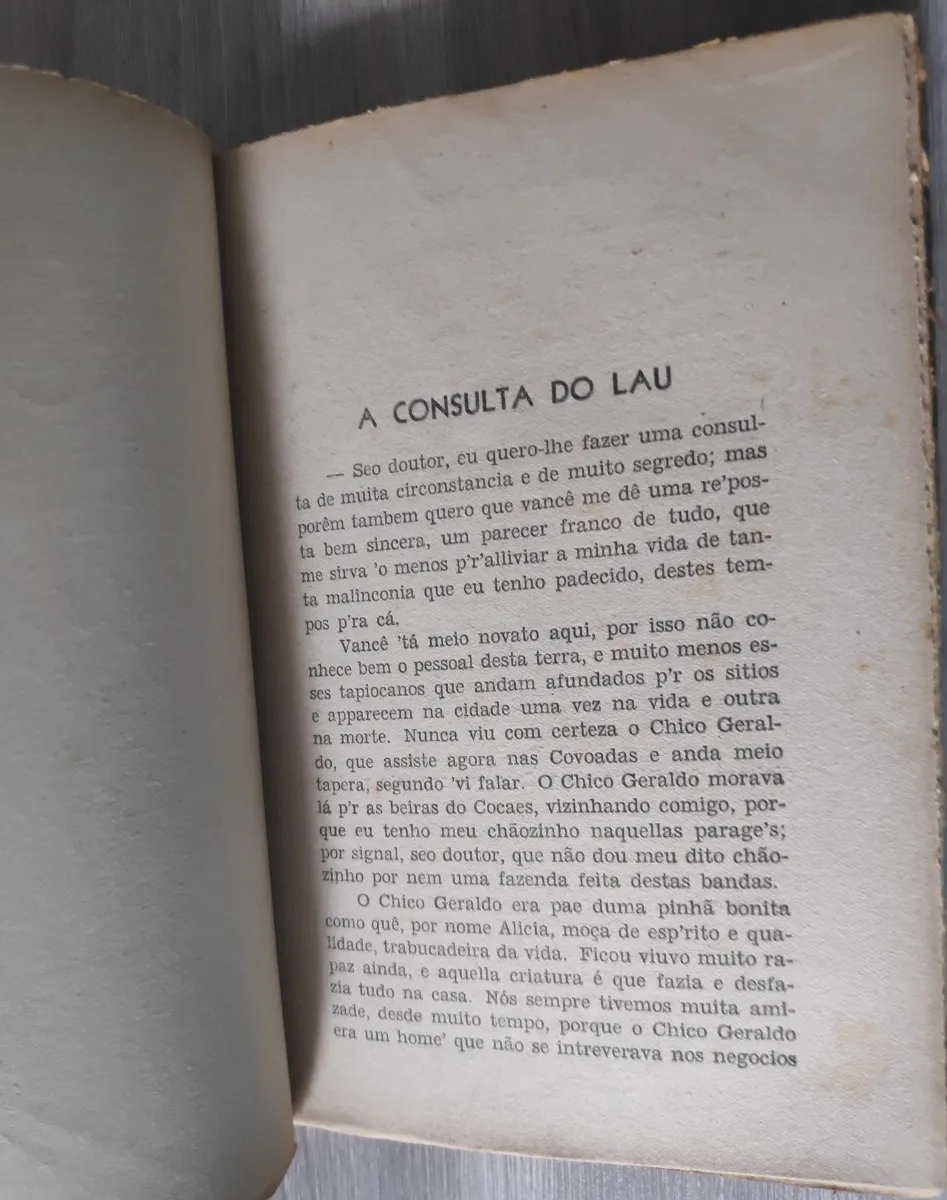 A CONSULTA DO LAU
— Seo doutor, eu quero-lhe fazer uma consul-
ta de muita circonstancia e de muito segredo; mas
porêm tambem quero que vancê me dê uma re'pos-
ta bem sincera, um parecer franco de tudo, que
me sirva 'o menos p'r'alliviar a minha vida de tan-
ta malinconia que eu tenho padecido, destes tem-
pos p'ra cá.
Vancê 'tá meio novato aqui, por isso não co-
nhece bem o pessoal desta terra, e muito menos es-
ses tapiocanos que andam afundados p'r os sitios
e apparecem na cidade uma vez na vida e outra
na morte. Nunca viu com certeza o Chico Geral-
do, que assiste agora nas Covoadas e anda meio
tapera, segundo 'vi falar. O Chico Geraldo morava
lá p'r as beiras do Cocaes, vizinhando comigo, por-
que eu tenho meu chãozinho naquellas parage's;
por signal, seo doutor, que não dou meu dito chão-
zinho por nem uma fazenda feita destas bandas.
O Chico Geraldo era pae duma pinhã bonita
como quê, por nome Alicia, moça de esp'rito e qua-
lidade, trabucadeira da vida. Ficou viuvo muito ra-
paz ainda, e aquella criatura é que fazia e desfa-
zia tudo na casa. Nós sempre tivemos muita ami-
zade, desde muito tempo, porque o Chico Geraldo
era um home' que não se intreverava nos negocios